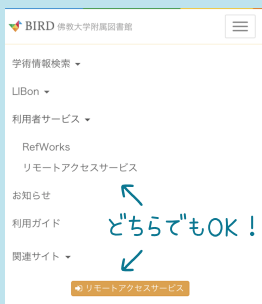 BIRD 佛教大学附属図書館
学術情報検索
LIBon
利用者サービス
RefWorks
リモートアクセスサービス
お知らせ
利用ガイド
どちらでもOK！
関連サイト
リモートアクセスサービス